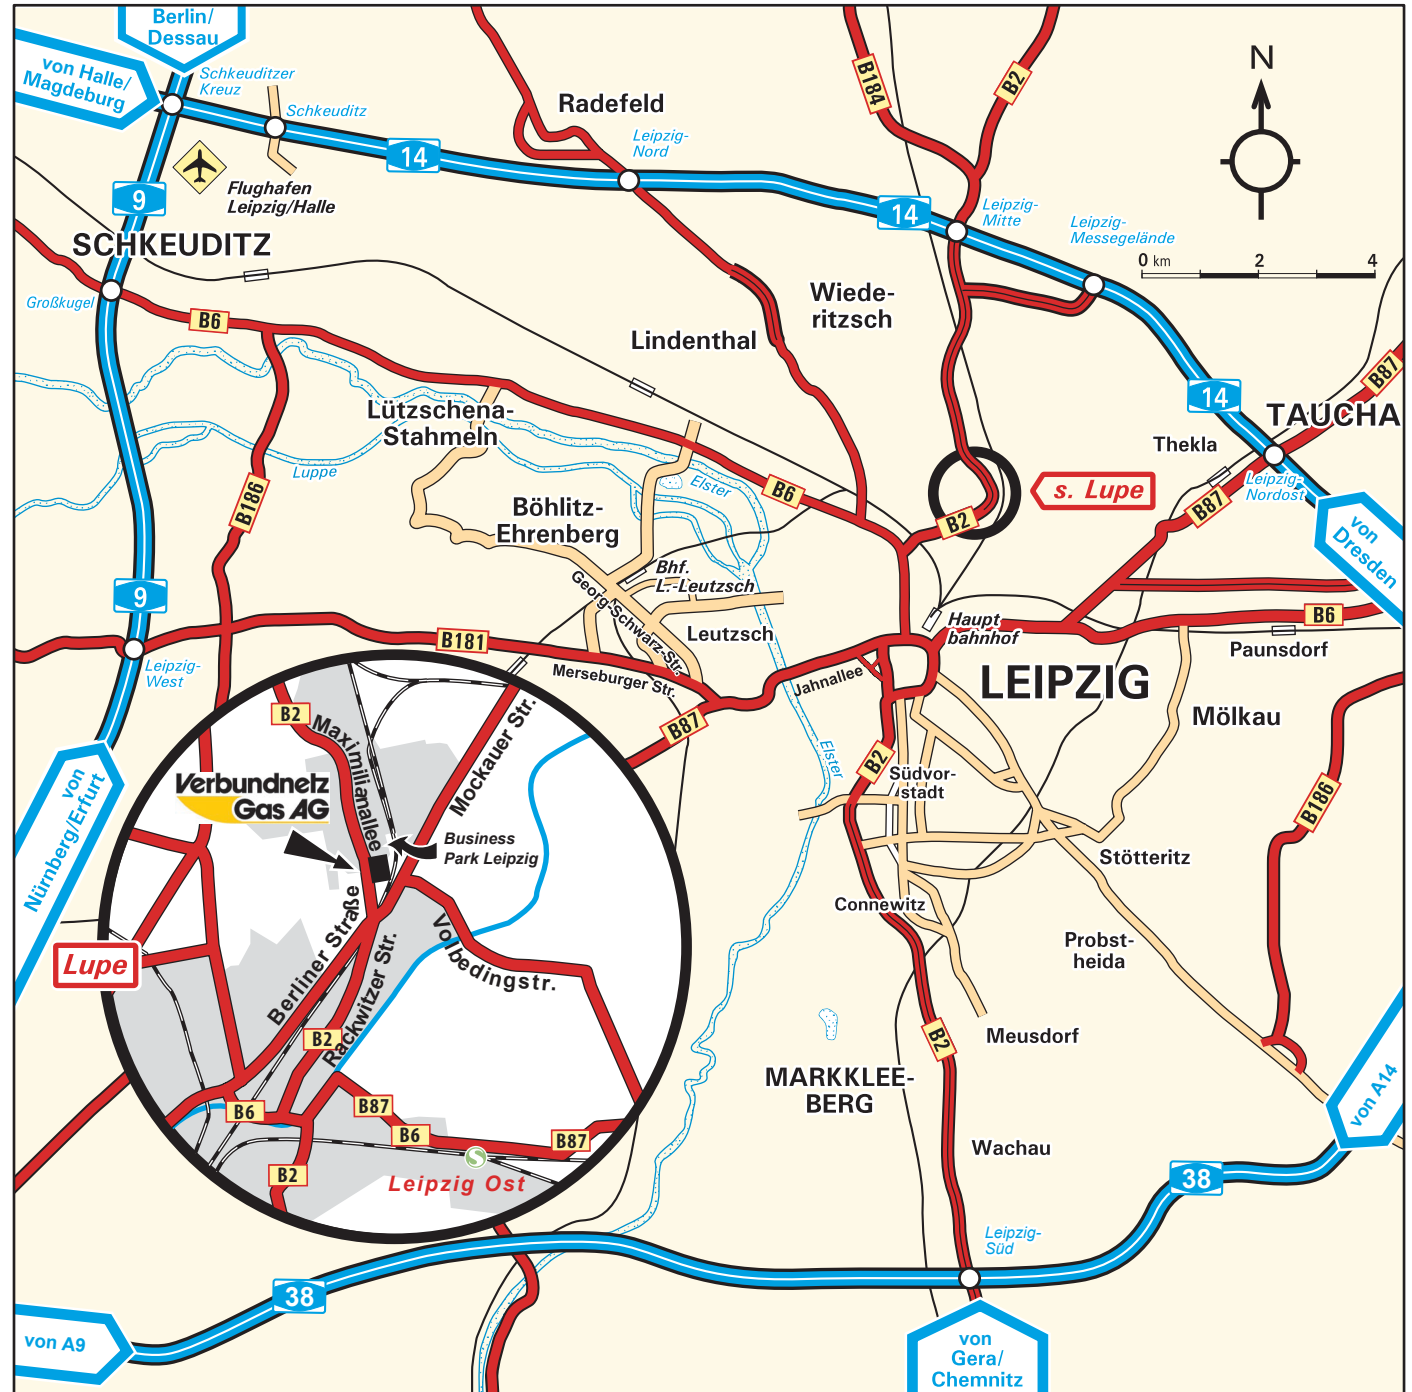 Berlin/
Dessau
von Halle/
Magdeburg
Schkeuditzer
Kreuz
Schkeuditz
14
Radefeld
Leipzig-
Nord
B184
B2
N
9
Flughafen
Leipzig/Halle
14
Leipzig-
Mitte
Leipzig-
Messegelände
0 km 2 4
SCHKEUDITZ
Großkugel
B6
Wiede-
ritzsch
Lindenthal
B87
14
TAUCHA
Lützschena-
Stahmeln
Thekla
Luppe
Elster
B6
s. Lupe
Leipzig-
Nordost
B186
Böhlitz-
Ehrenberg
B2
B87
von
Dresden
9
Bhf.
L.-Leutzsch
Georg-Schwarz-Str.
Leutzsch
Haupt
bahnhof
B6
Paunsdorf
B181
Leipzig-
West
Merseburger Str.
Jahnallee
LEIPZIG
B87
Mölkau
B2
Maximilianallee
Mockauer Str.
Elster
B2
Südvor-
stadt
B186
von
Nürnberg/Erfurt
Verbundnetz
Gas AG
Business
Park Leipzig
Stötteritz
Connewitz
Berliner Straße
Volbedingstr.
Rackwitzer Str.
Probst-
heida
Lupe
B2
B2
Meusdorf
MARKKLEE-
BERG
von A14
B6
B87
B6
B87
Wachau
B2
Leipzig Ost
38
Leipzig-
Süd
38
von A9
von
Gera/
Chemnitz